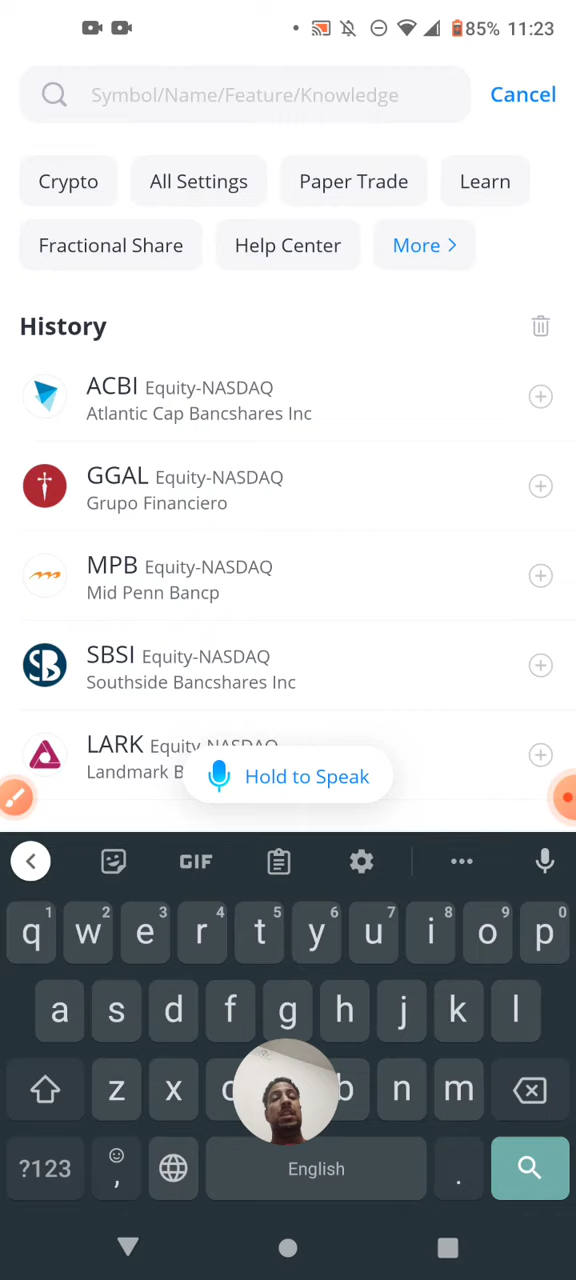 85% 11:23
Symbol/Name/Feature/Knowledge Cancel
Crypto All Settings Paper Trade Learn
Fractional Share Help Center More >
History
ACBI Equity-NASDAQ
Atlantic Cap Bancshares Inc
GGAL Equity-NASDAQ
Grupo Financiero
MPB Equity-NASDAQ
Mid Penn Bancp
SBSI Equity-NASDAQ
Southside Bancshares Inc
LARK Equity-NASDAQ
Landmark B
Hold to Speak
GIF
1 2 3 4 5 6 7 8 9 0
q w e r t y u i o p
a s d f g h j k l
z x c b n m
?123 , English .